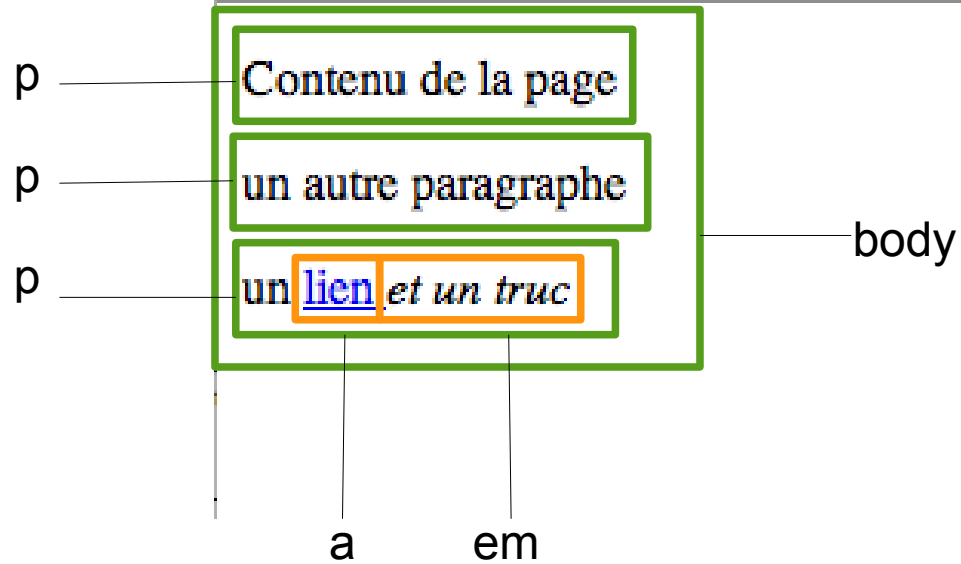 p
Contenu de la page
p
un autre paragraphe
body
p
un lien et un truc
a em